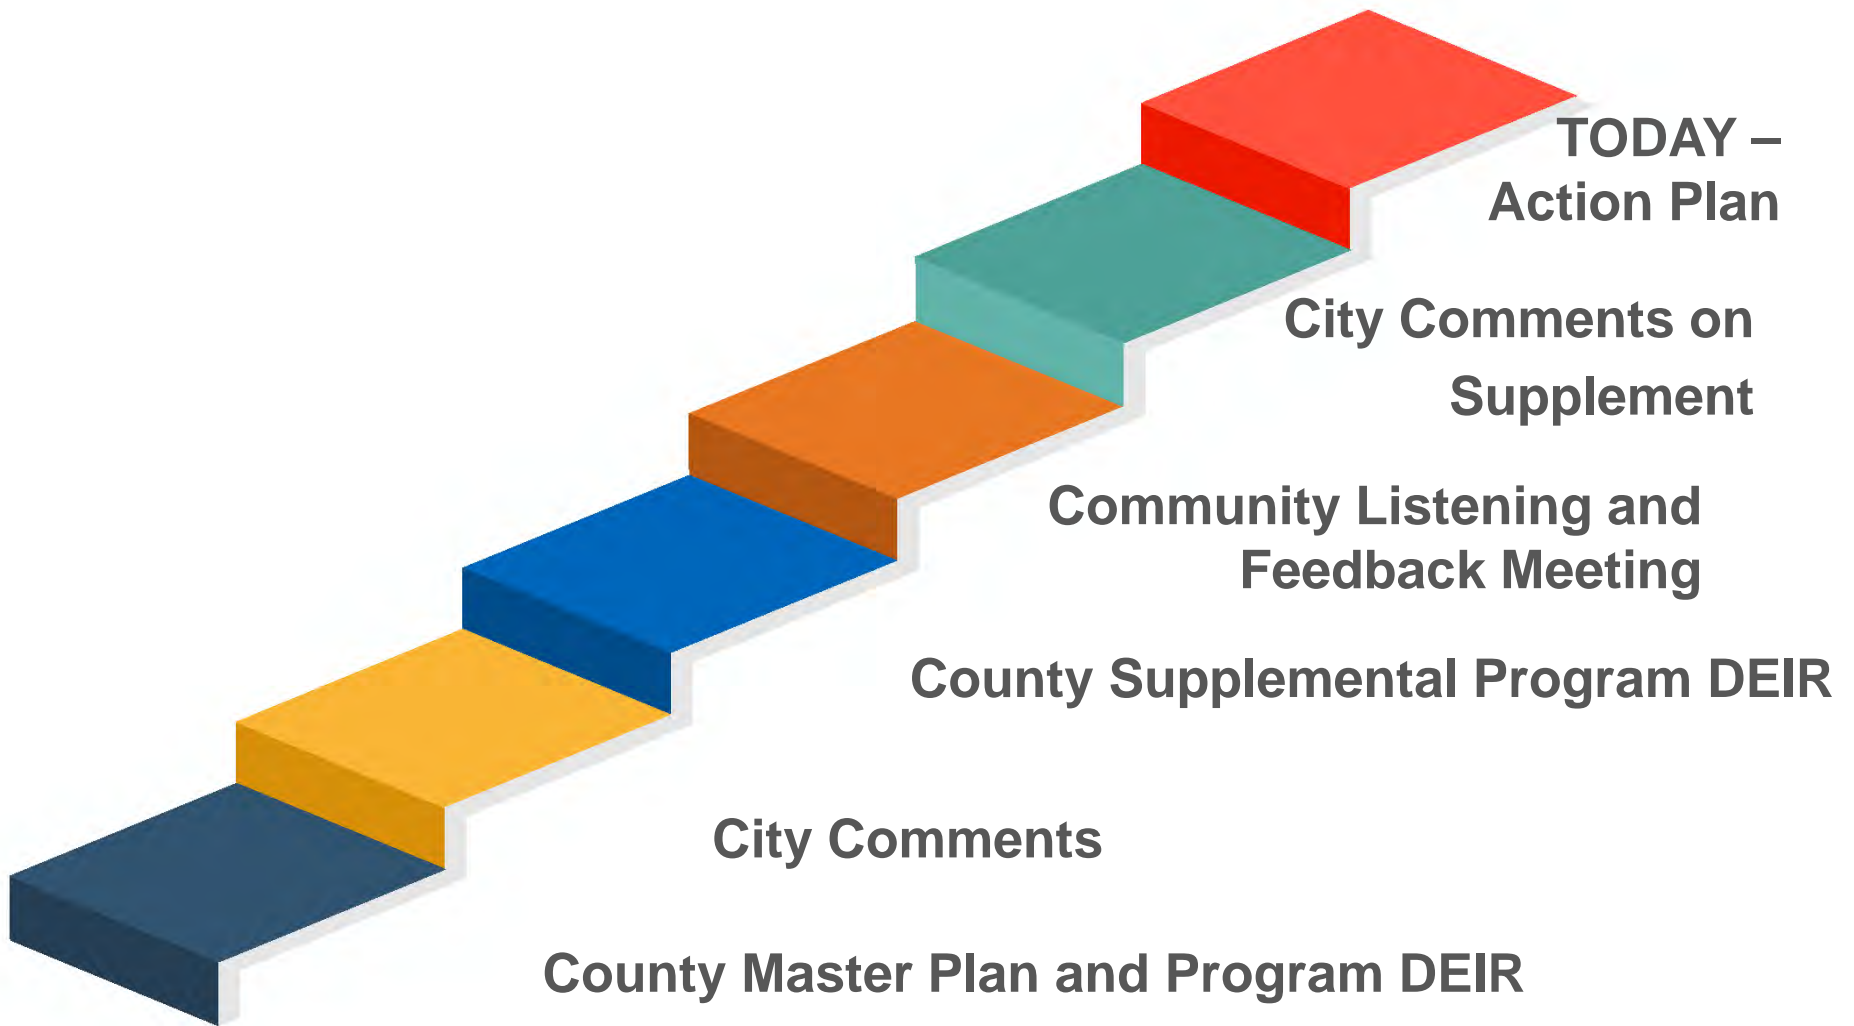 TODAY –
Action Plan
City Comments on
Supplement
Community Listening and
Feedback Meeting
County Supplemental Program DEIR
City Comments
County Master Plan and Program DEIR